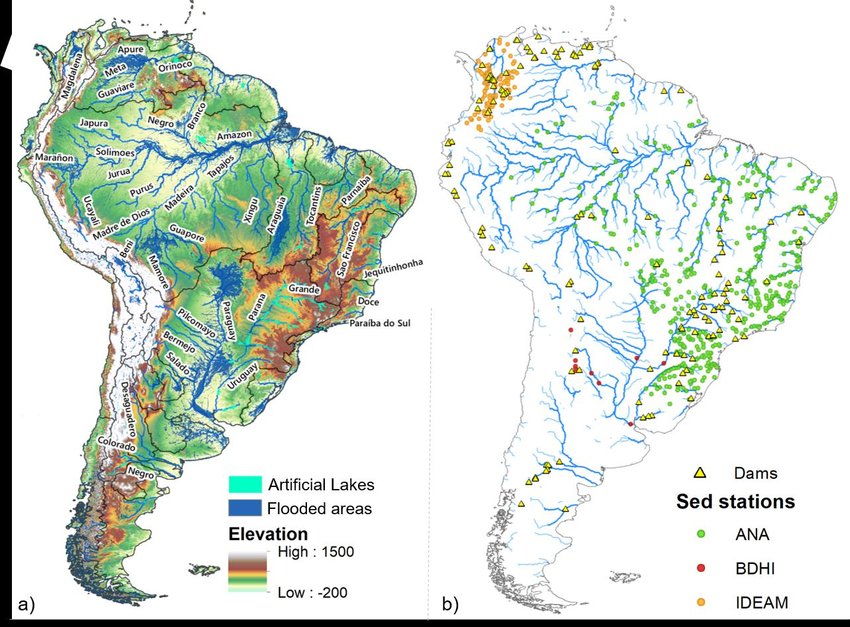 Apure
Magdalena
Meta
Orinoco
Guaviare
Branco
Negro
Japura
Amazon
Solimoes
Marañon
Tapajos
Jurua
Purus
Madeira
Parnaiba
Tocantins
Araguaia
Xingu
Ucayali
Madre de Dios
Sao Francisco
Beni
Guapore
Mamore
Jequitinhonha
Grande
Doce
Parana
Paraguay
Pilcomayo
Paraíba do Sul
Bermejo
Salado
Uruguay
Desaguadero
Colorado
Negro
Artificial Lakes
Flooded areas
Elevation
High : 1500
Low : -200
a)
Dams
Sed stations
ANA
BDHI
IDEAM
b)